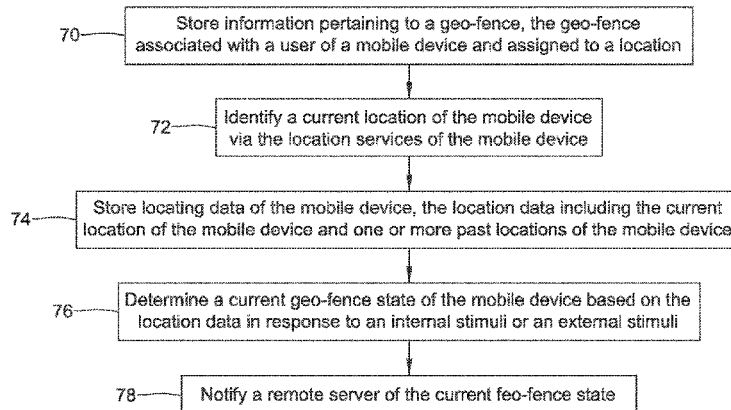 70
Store information pertaining to a geo-fence, the geo-fence
associated with a user of a mobile device and assigned to a location
72
Identify a current location of the mobile device
via the location services of the mobile device
74
Store locating data of the mobile device, the location data including the current
location of the mobile device and one or more past locations of the mobile device
76
Determine a current geo-fence state of the mobile device based on the
location data in response to an internal stimuli or an external stimuli
78
Notify a remote server of the current feo-fence state